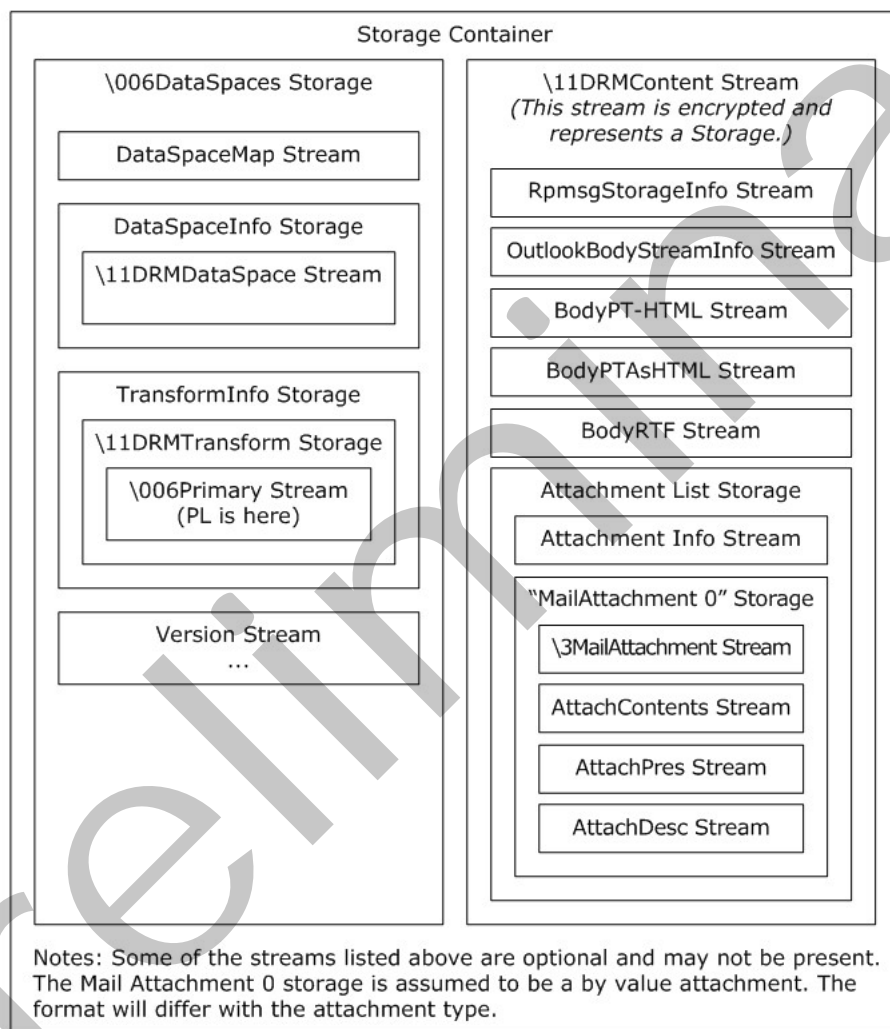 Storage Container
\006DataSpaces Storage
DataSpaceMap Stream
DataSpaceInfo Storage
\11DRMDataSpace Stream
TransformInfo Storage
\11DRMTransform Storage
\006Primary Stream
(PL is here)
Version Stream
...
\11DRMContent Stream
(This stream is encrypted and
represents a Storage.)
RpmsgStorageInfo Stream
OutlookBodyStreamInfo Stream
BodyPT-HTML Stream
BodyPTAsHTML Stream
BodyRTF Stream
Attachment List Storage
Attachment Info Stream
“MailAttachment 0” Storage
\3MailAttachment Stream
AttachContents Stream
AttachPres Stream
AttachDesc Stream
Notes: Some of the streams listed above are optional and may not be present.
The Mail Attachment 0 storage is assumed to be a by value attachment. The
format will differ with the attachment type.
relimina